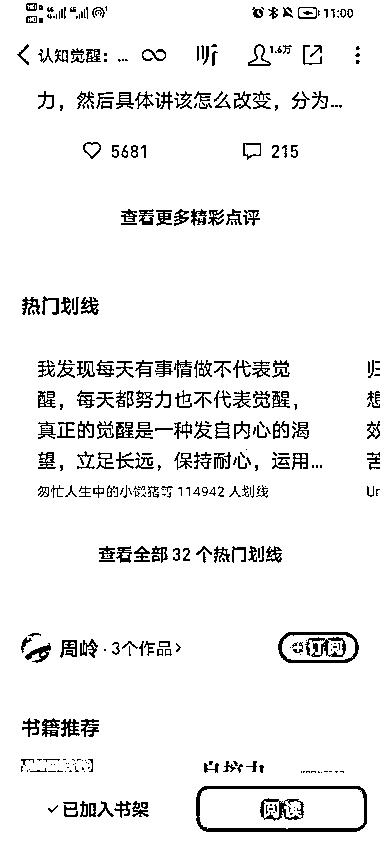 11:00
认知觉醒：...
听
1.6万
力，然后具体讲该怎么改变，分为...
5681
215
查看更多精彩点评
热门划线
我发现每天有事情做不代表觉
醒，每天都努力也不代表觉醒，
真正的觉醒是一种发自内心的渴
望，立足长远，保持耐心，运用...
匆忙人生中的小懒猪等 114942 人划线
归
想
效
苦
Un
查看全部 32 个热门划线
周岭 · 3个作品>
+订阅
书籍推荐
自控力
已加入书架
阅读